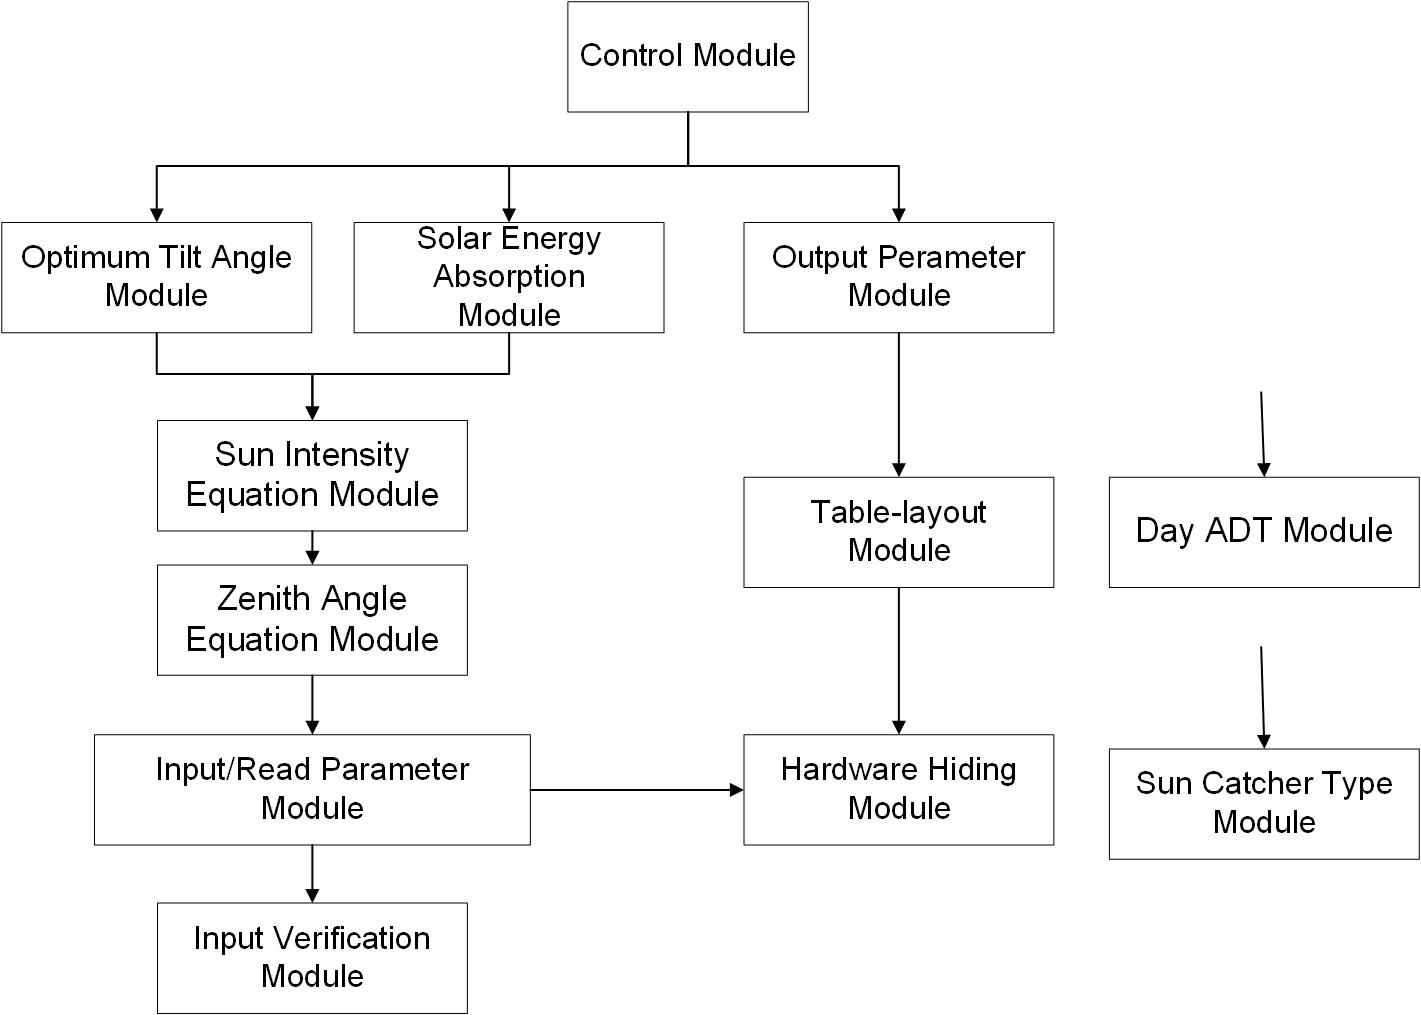 Control Module
Optimum Tilt Angle
Module
Solar Energy
Absorption
Module
Output Perameter
Module
Sun Intensity
Equation Module
Zenith Angle
Equation Module
Table-layout
Module
Day ADT Module
Input/Read Parameter
Module
Hardware Hiding
Module
Sun Catcher Type
Module
Input Verification
Module